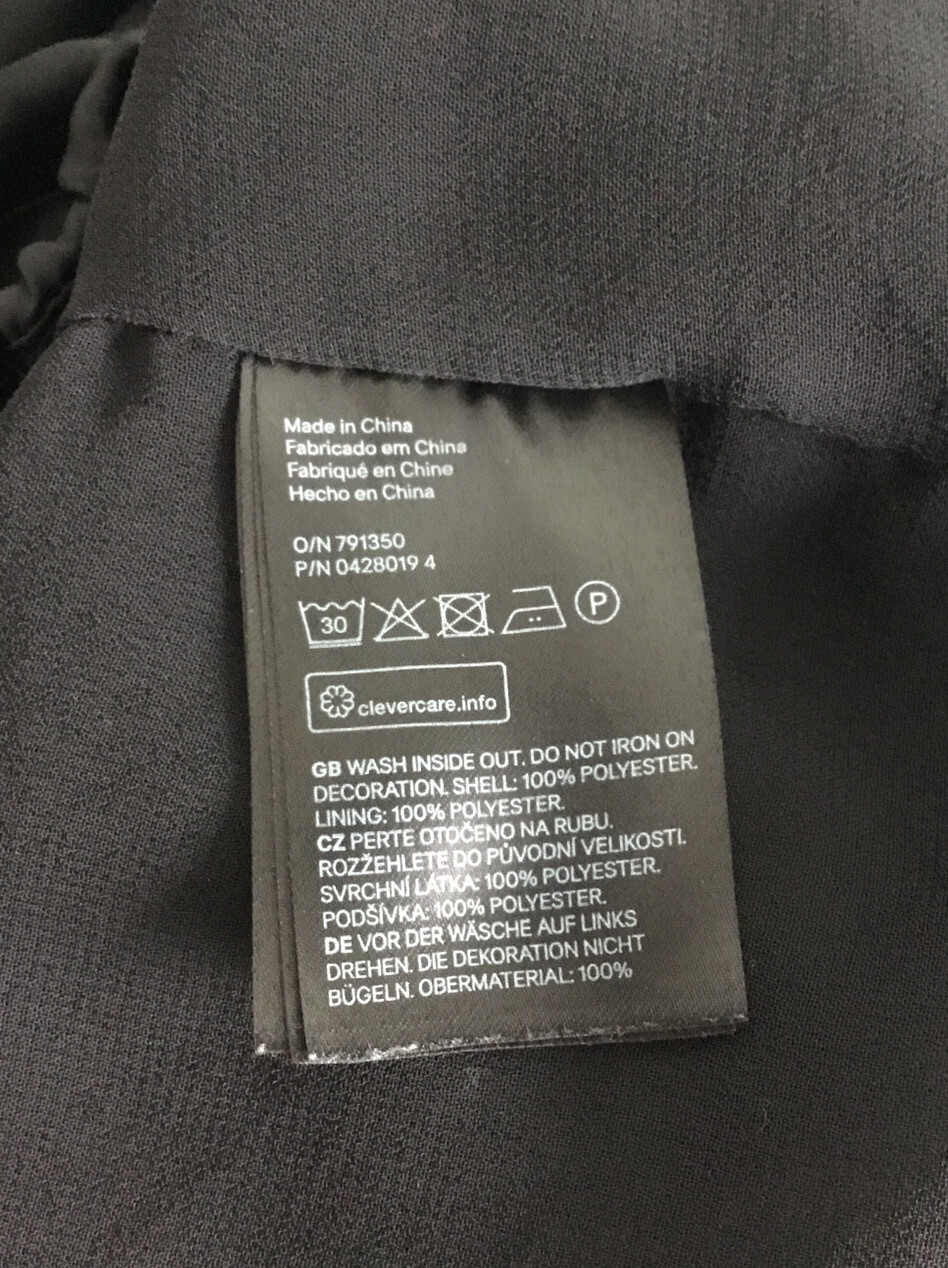 Made in China
Fabricado em China
Fabriqué en Chine
Hecho en China
O/N 791350
P/N 0428019 4
30
P
clevercare.info
GB WASH INSIDE OUT. DO NOT IRON ON
DECORATION. SHELL: 100% POLYESTER.
LINING: 100% POLYESTER.
CZ PERTE OTOČENO NA RUBU.
ROZŽEHLETE DO PŮVODNÍ VELIKOSTI.
SVRCHNÍ LÁTKA: 100% POLYESTER.
PODŠÍVKA: 100% POLYESTER.
DE VOR DER WÄSCHE AUF LINKS
DREHEN. DIE DEKORATION NICHT
BÜGELN. OBERMATERIAL: 100%